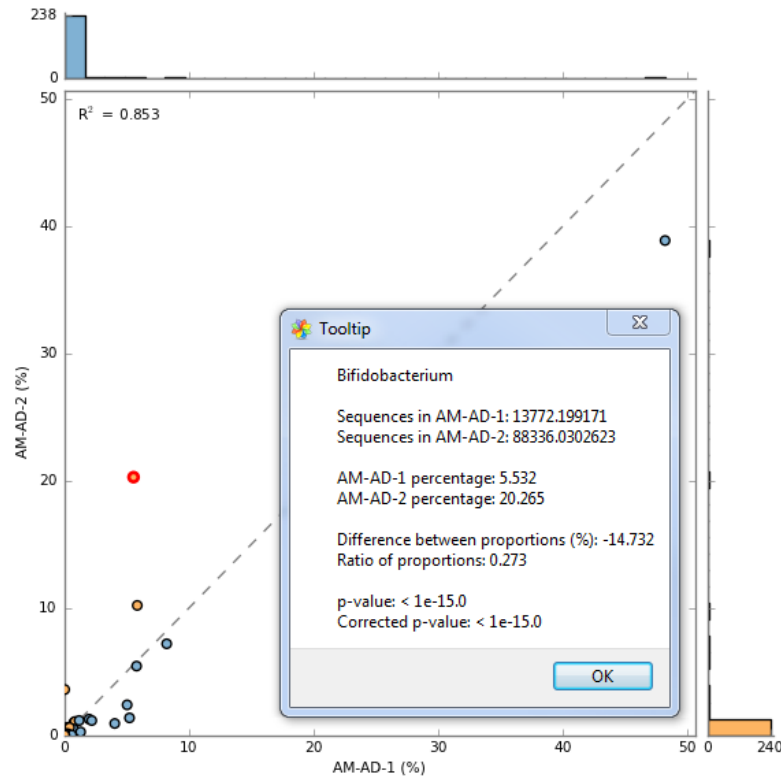 238
0
50
R² = 0.853
40
30
20
10
0
AM-AD-2 (%)
Tooltip
Bifidobacterium
Sequences in AM-AD-1: 13772.199171
Sequences in AM-AD-2: 88336.0302623
AM-AD-1 percentage: 5.532
AM-AD-2 percentage: 20.265
Difference between proportions (%): -14.732
Ratio of proportions: 0.273
p-value: < 1e-15.0
Corrected p-value: < 1e-15.0
OK
0 10 20 30 40 50 0 240
AM-AD-1 (%)